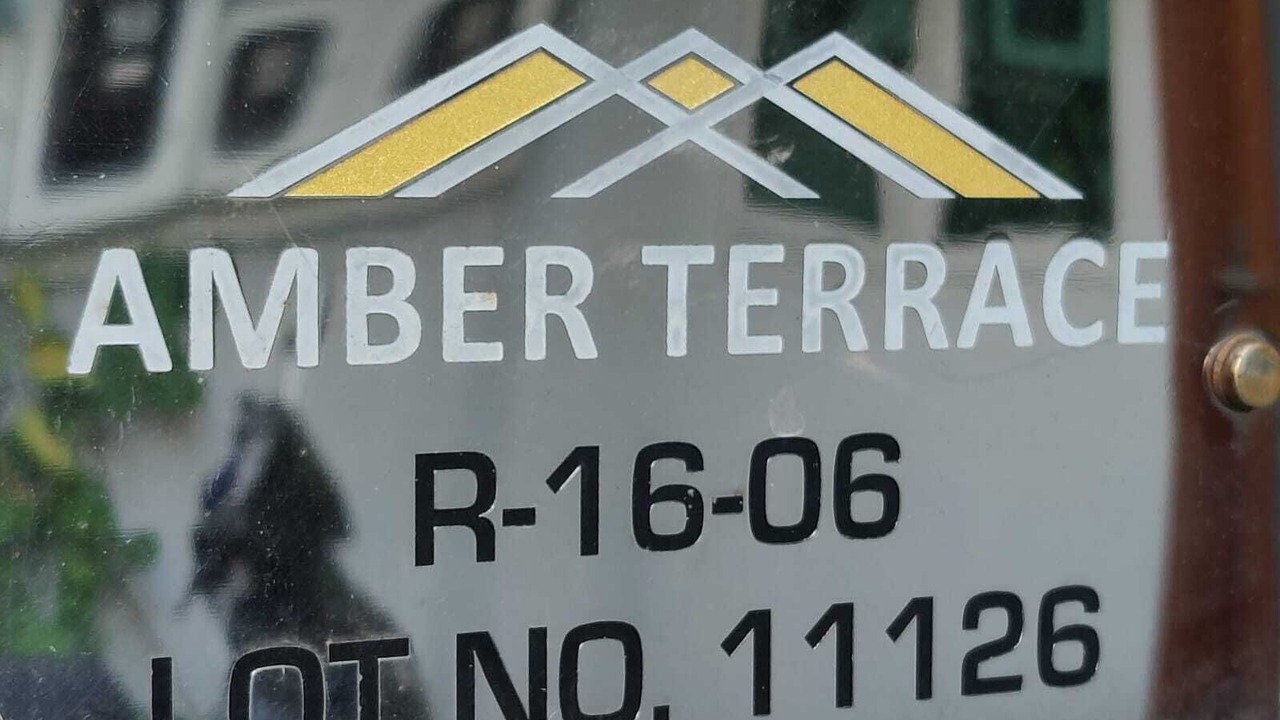 AMBER TERRACE
R-16-06
LOT NO. 11126